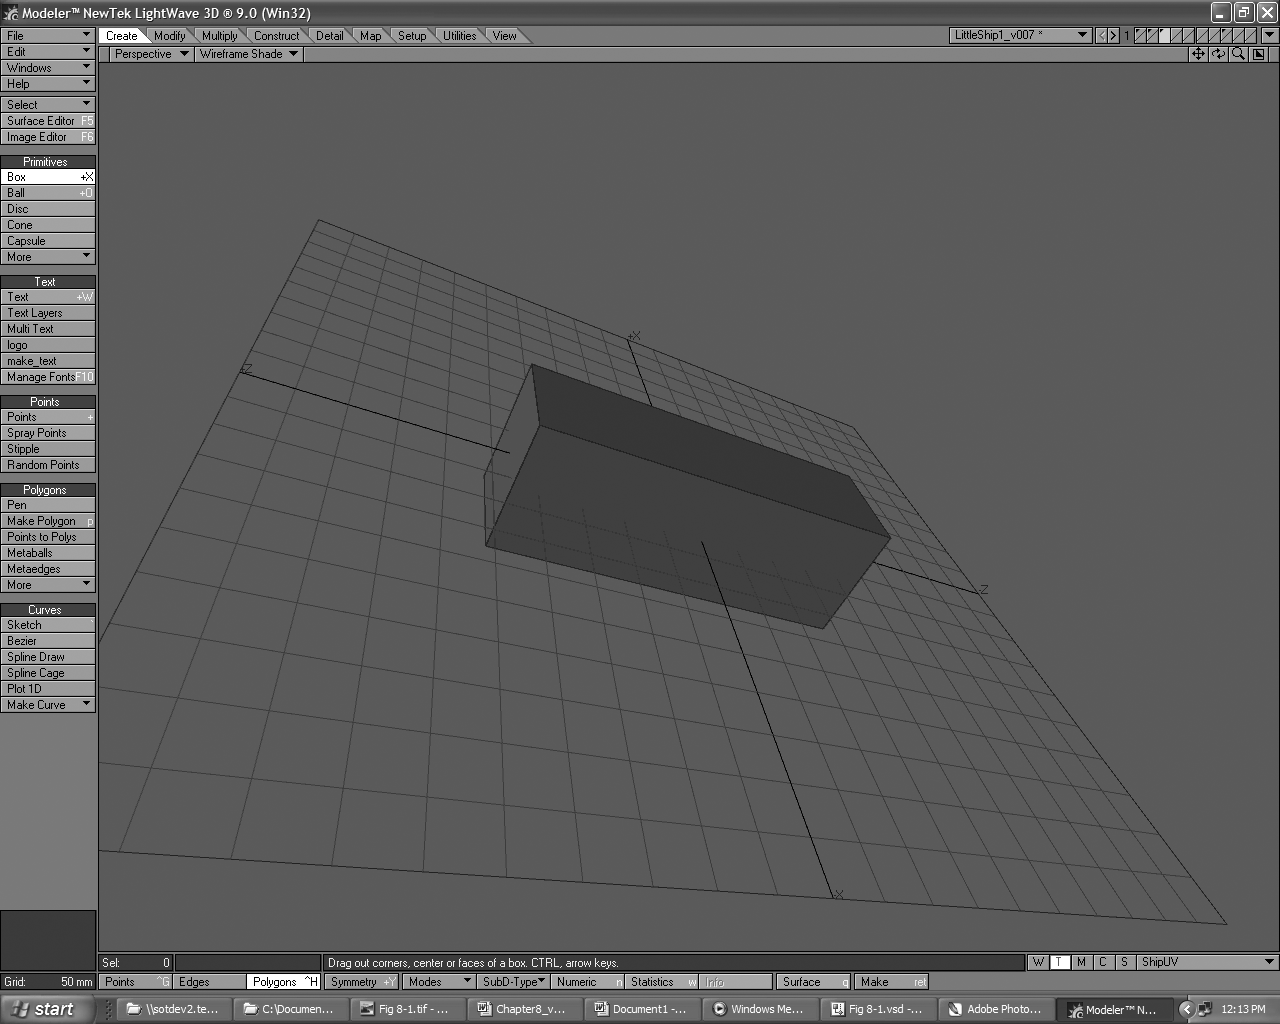 Modeler™ NewTek LightWave 3D ® 9.0 (Win32)
File
Edit
Windows
Help
Select
Surface Editor F5
Image Editor F6
Primitives
Box +X
Ball +O
Disc
Cone
Capsule
More
Text
Text +W
Text Layers
Multi Text
logo
make_text
Manage Fonts F10
Points
Points +
Spray Points
Stipple
Random Points
Polygons
Pen
Make Polygon p
Points to Polys
Metaballs
Metaedges
More
Curves
Sketch `
Bezier
Spline Draw
Spline Cage
Plot 1D
Make Curve
Create Modify Multiply Construct Detail Map Setup Utilities View
LittleShip1_v007 * < > 1
Perspective Wireframe Shade
+X
+Z
-Z
-X
Sel: 0
Drag out corners, center or faces of a box. CTRL, arrow keys.
W T M C S ShipUV
Grid: 50 mm
Points ^G Edges Polygons ^H Symmetry +Y Modes SubD-Type Numeric n Statistics w Info Surface q Make ret
start \\sotdev2.te... C:\Documen... Fig 8-1.tif - ... Chapter8_v... Document1 -... Windows Me... Fig 8-1.vsd -... Adobe Photo... Modeler™ N... 12:13 PM